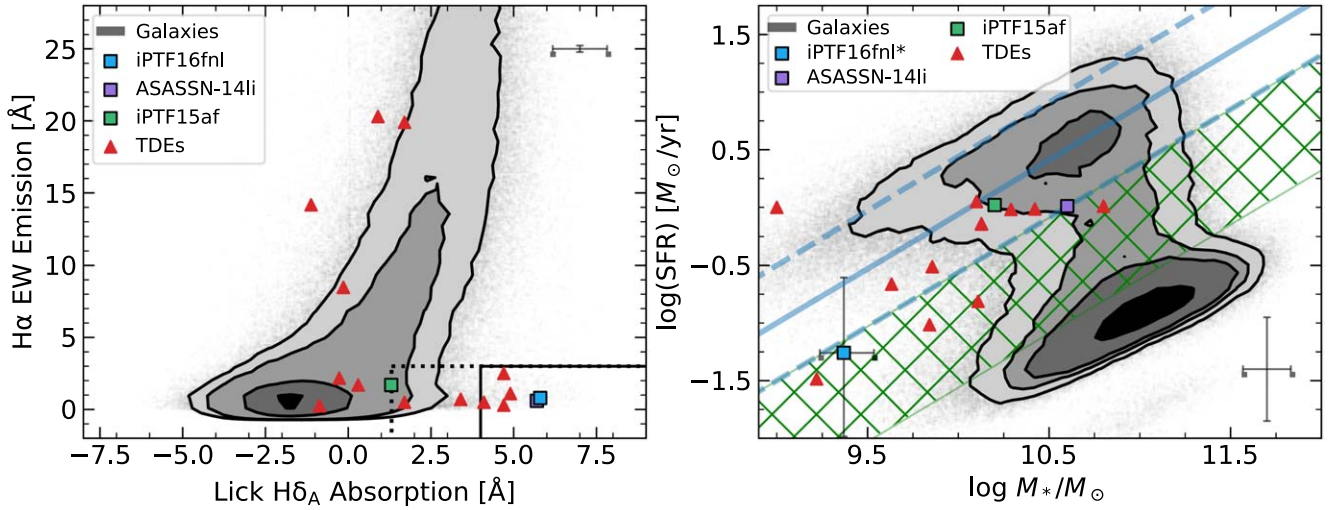 Galaxies
iPTF16fnl
ASASSN-14li
iPTF15af
TDEs
Hα EW Emission [Å]
25
20
15
10
5
0
−7.5 −5.0 −2.5 0.0 2.5 5.0 7.5
Lick Hδ_A Absorption [Å]
Galaxies
iPTF16fnl*
ASASSN-14li
iPTF15af
TDEs
log(SFR) [M_⊙/yr]
1.5
0.5
−0.5
−1.5
9.5 10.5 11.5
log M_*/M_⊙